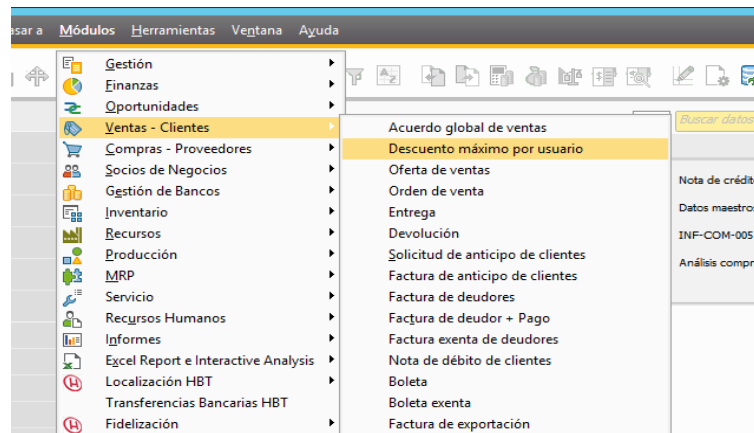 asar a Módulos Herramientas Ventana Ayuda
Gestión
Finanzas
Oportunidades
Ventas - Clientes
Compras - Proveedores
Socios de Negocios
Gestión de Bancos
Inventario
Recursos
Producción
MRP
Servicio
Recursos Humanos
Informes
Excel Report e Interactive Analysis
Localización HBT
Transferencias Bancarias HBT
Fidelización
Acuerdo global de ventas
Descuento máximo por usuario
Oferta de ventas
Orden de venta
Entrega
Devolución
Solicitud de anticipo de clientes
Factura de anticipo de clientes
Factura de deudores
Factura de deudor + Pago
Factura exenta de deudores
Nota de débito de clientes
Boleta
Boleta exenta
Factura de exportación
Buscar datos
Nota de crédit
Datos maestro
INF-COM-005
Análisis compr